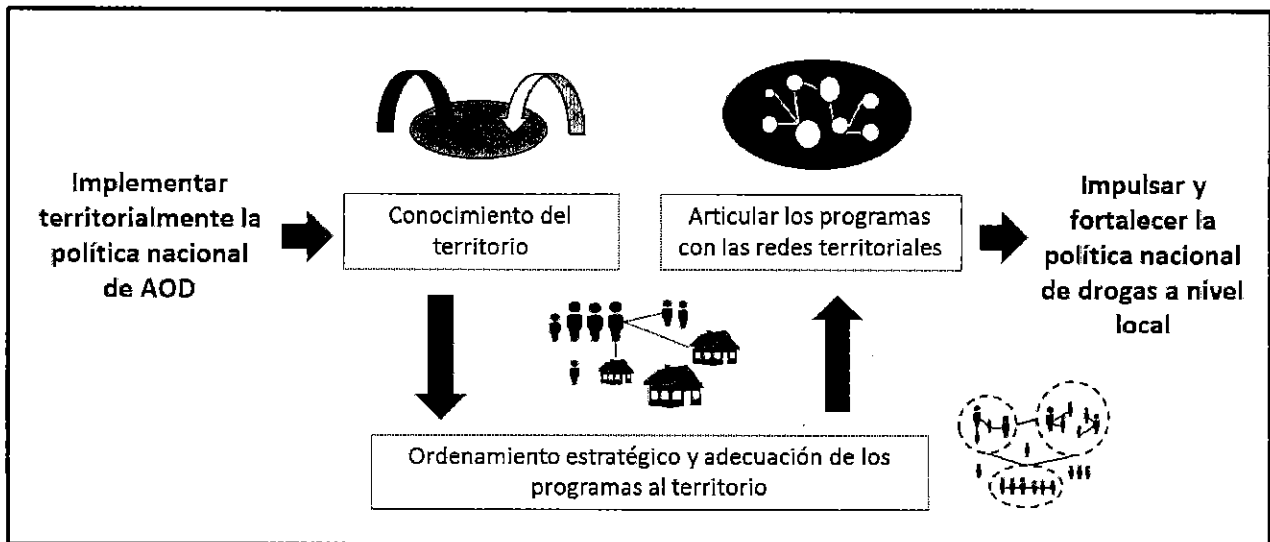 Implementar
territorialmente la
política nacional
de AOD
Conocimiento del
territorio
Ordenamiento estratégico y adecuación de los
programas al territorio
Articular los programas
con las redes territoriales
Impulsar y
fortalecer la
política nacional
de drogas a nivel
local